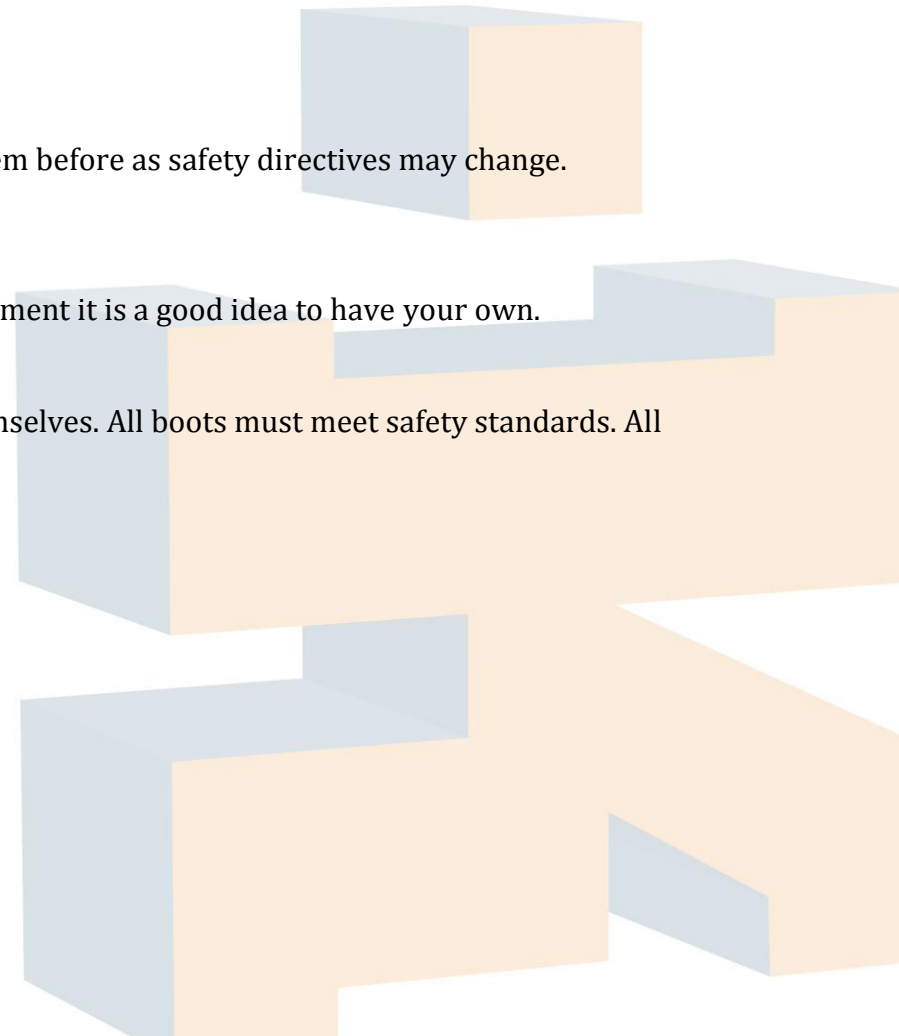 em before as safety directives may change.
ment it is a good idea to have your own.
nselves. All boots must meet safety standards. All